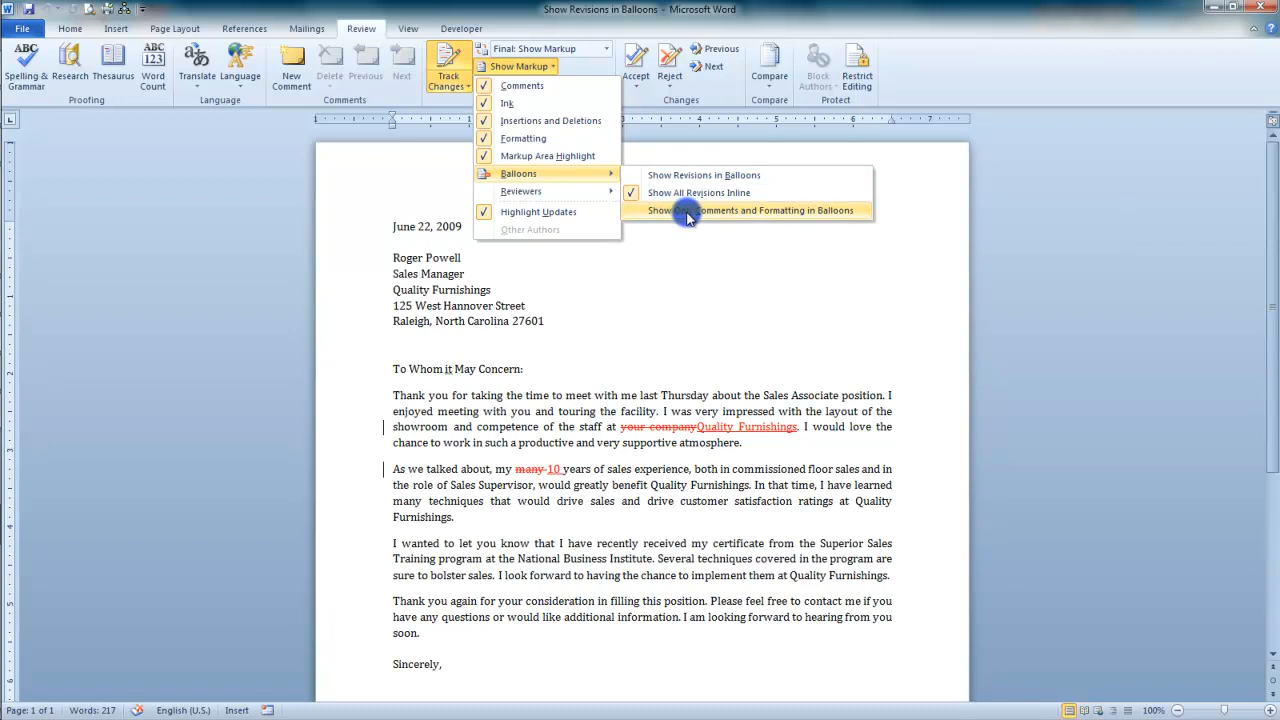 Show Revisions in Balloons - Microsoft Word
File Home Insert Page Layout References Mailings Review View Developer
Spelling & Grammar
Research
Thesaurus
Word Count
Proofing
Translate
Language
Language
New Comment
Delete
Previous
Next
Comments
Track Changes
Final: Show Markup
Show Markup
Accept
Reject
Previous
Next
Changes
Compare
Compare
Block Authors
Restrict Editing
Protect
Comments
Ink
Insertions and Deletions
Formatting
Markup Area Highlight
Balloons
Reviewers
Highlight Updates
Other Authors
Show Revisions in Balloons
Show All Revisions Inline
Show Only Comments and Formatting in Balloons
June 22, 2009
Roger Powell
Sales Manager
Quality Furnishings
125 West Hannover Street
Raleigh, North Carolina 27601
To Whom it May Concern:
Thank you for taking the time to meet with me last Thursday about the Sales Associate position. I
enjoyed meeting with you and touring the facility. I was very impressed with the layout of the
showroom and competence of the staff at your companyQuality Furnishings. I would love the
chance to work in such a productive and very supportive atmosphere.
As we talked about, my many 10 years of sales experience, both in commissioned floor sales and in
the role of Sales Supervisor, would greatly benefit Quality Furnishings. In that time, I have learned
many techniques that would drive sales and drive customer satisfaction ratings at Quality
Furnishings.
I wanted to let you know that I have recently received my certificate from the Superior Sales
Training program at the National Business Institute. Several techniques covered in the program are
sure to bolster sales. I look forward to having the chance to implement them at Quality Furnishings.
Thank you again for your consideration in filling this position. Please feel free to contact me if you
have any questions or would like additional information. I am looking forward to hearing from you
soon.
Sincerely,
Page: 1 of 1 Words: 217 English (U.S.) Insert 100%